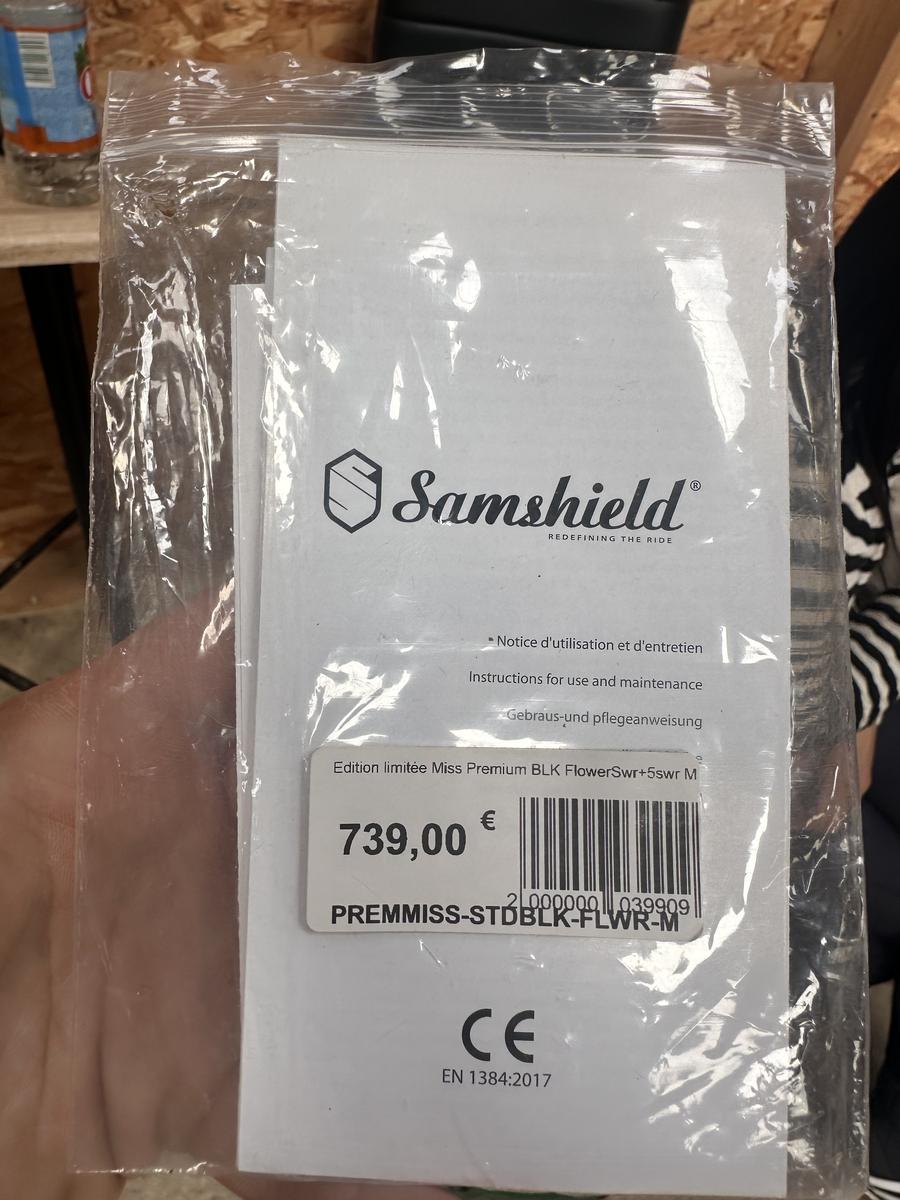 Samshield®
REDEFINING THE RIDE
Notice d'utilisation et d'entretien
Instructions for use and maintenance
Gebraus-und pflegeanweisung
Edition limitée Miss Premium BLK FlowerSwr+5swr M
739,00 €
2 000000 039909
PREMMISS-STDBLK-FLWR-M
CE
EN 1384:2017